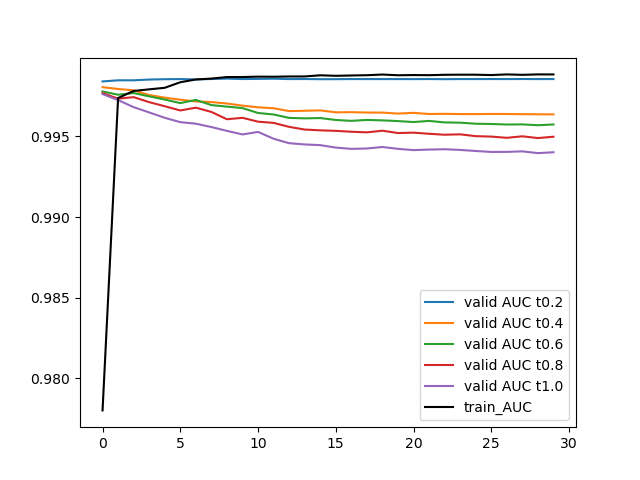 0.995
0.990
0.985
0.980
0
5
10
15
20
25
30
valid AUC t0.2
valid AUC t0.4
valid AUC t0.6
valid AUC t0.8
valid AUC t1.0
train_AUC